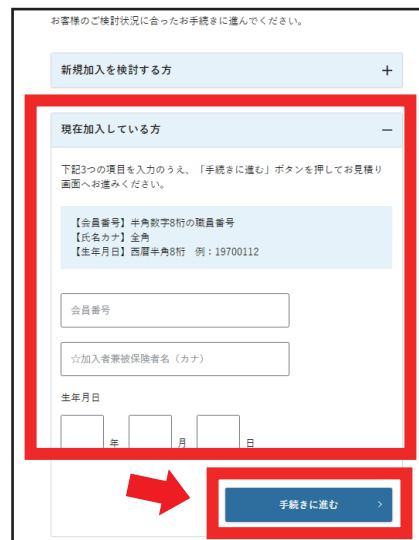 お客様のご検討状況に合ったお手続きに進んでください。
新規加入を検討する方 +
現在加入している方 −
下記3つの項目を入力のうえ、「手続きに進む」ボタンを押してお見積り
画面へお進みください。
【会員番号】半角数字8桁の職員番号
【氏名カナ】全角
【生年月日】西暦半角8桁 例：19700112
会員番号
☆加入者兼被保険者名（カナ）
生年月日
年 月 日
手続きに進む >